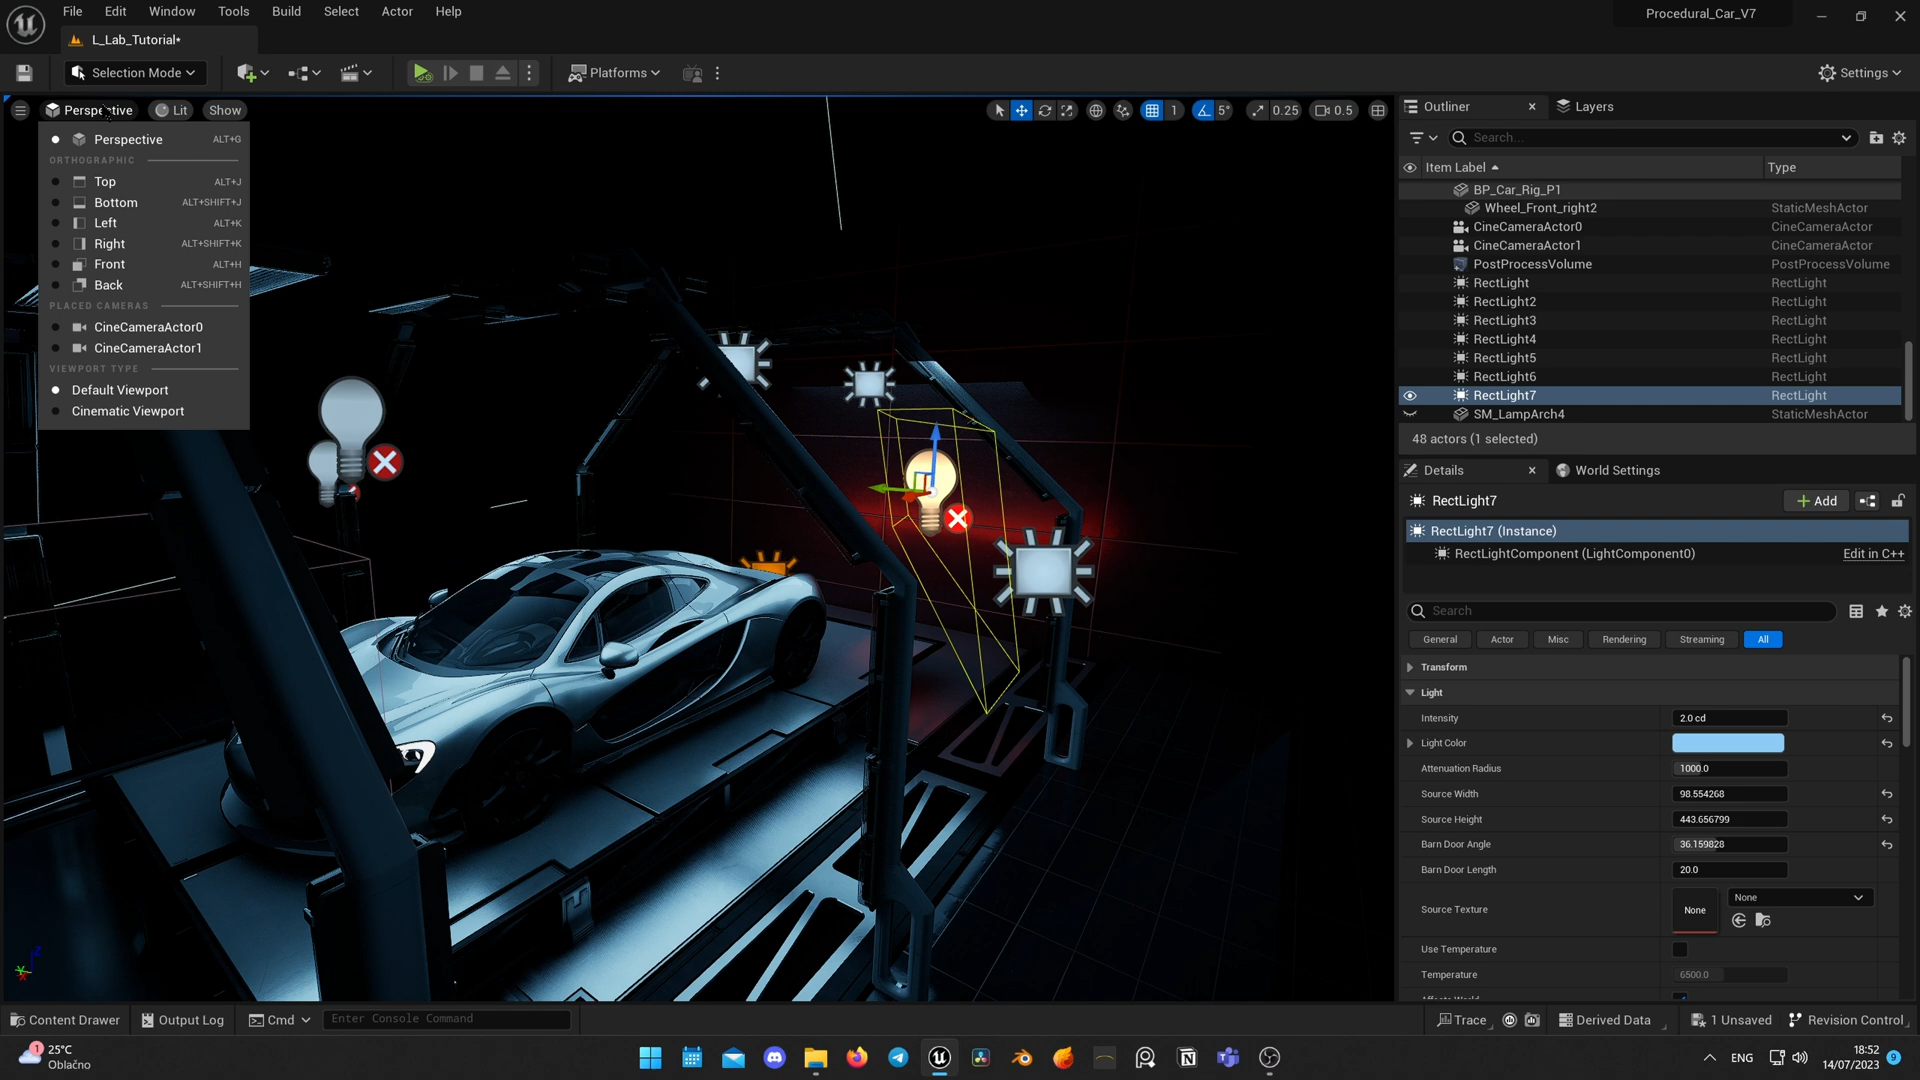 File Edit Window Tools Build Select Actor Help
Procedural_Car_V7
L_Lab_Tutorial*
Selection Mode
Platforms
Settings
Perspective Lit Show
1 5° 0.25 0.5
Perspective ALT+G
ORTHOGRAPHIC
Top ALT+J
Bottom ALT+SHIFT+J
Left ALT+K
Right ALT+SHIFT+K
Front ALT+H
Back ALT+SHIFT+H
PLACED CAMERAS
CineCameraActor0
CineCameraActor1
VIEWPORT TYPE
Default Viewport
Cinematic Viewport
Outliner Layers
Search...
Item Label Type
BP_Car_Rig_P1
Wheel_Front_right2 StaticMeshActor
CineCameraActor0 CineCameraActor
CineCameraActor1 CineCameraActor
PostProcessVolume PostProcessVolume
RectLight RectLight
RectLight2 RectLight
RectLight3 RectLight
RectLight4 RectLight
RectLight5 RectLight
RectLight6 RectLight
RectLight7 RectLight
SM_LampArch4 StaticMeshActor
48 actors (1 selected)
Details World Settings
RectLight7 Add
RectLight7 (Instance)
RectLightComponent (LightComponent0) Edit in C++
Search
General Actor Misc Rendering Streaming All
Transform
Light
Intensity 2.0 cd
Light Color
Attenuation Radius 1000.0
Source Width 98.554268
Source Height 443.656799
Barn Door Angle 36.159828
Barn Door Length 20.0
Source Texture None None
Use Temperature
Temperature 6500.0
Affects World
Content Drawer Output Log Cmd Enter Console Command
Trace Derived Data 1 Unsaved Revision Control
1 25°C
Oblačno
ENG
18:52
14/07/2023
9